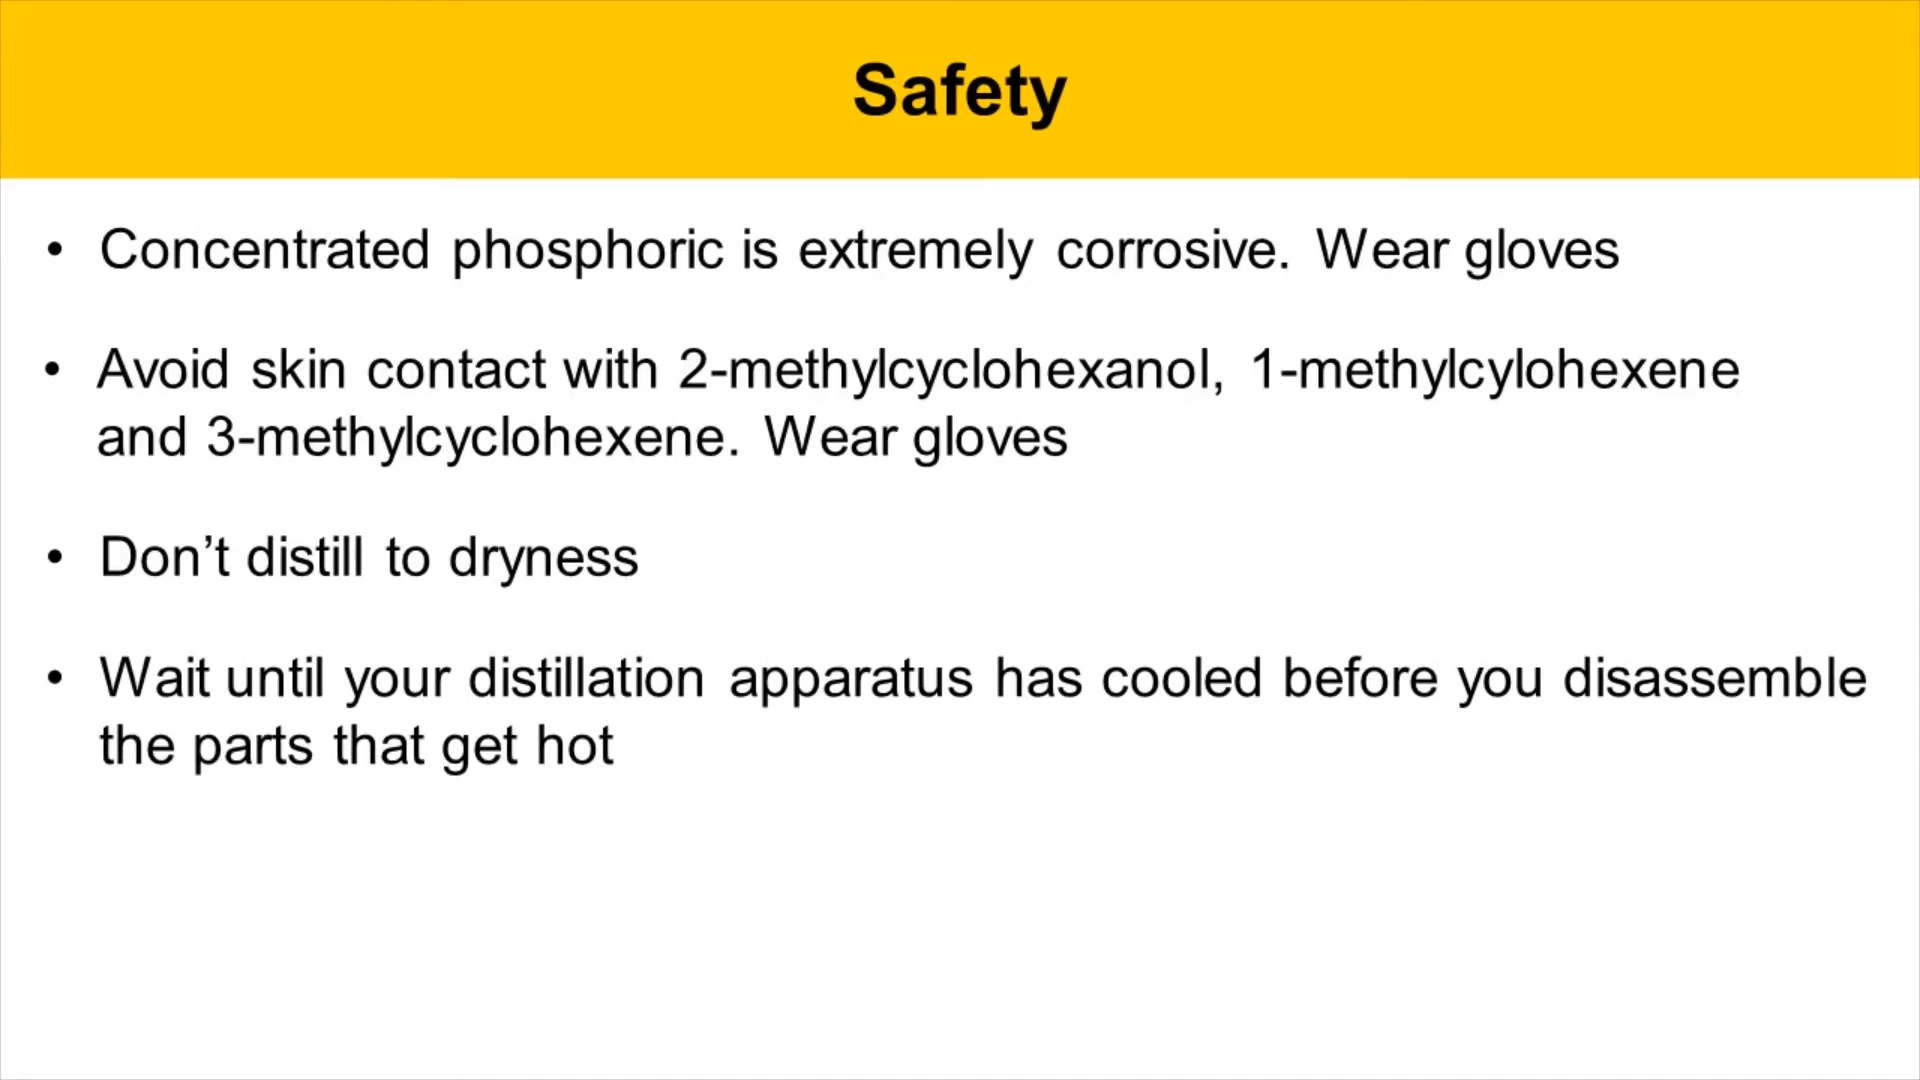 Safety
• Concentrated phosphoric is extremely corrosive. Wear gloves
• Avoid skin contact with 2-methylcyclohexanol, 1-methylcylohexene
and 3-methylcyclohexene. Wear gloves
• Don’t distill to dryness
• Wait until your distillation apparatus has cooled before you disassemble
the parts that get hot